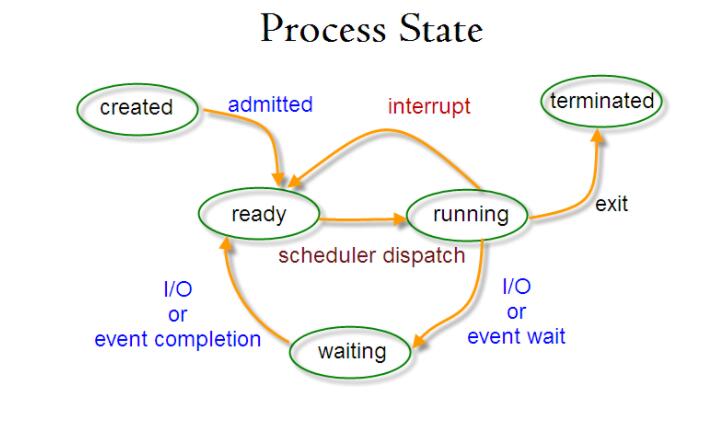 Process State
created
admitted
interrupt
terminated
ready
running
exit
scheduler dispatch
I/O
or
event completion
I/O
or
event wait
waiting